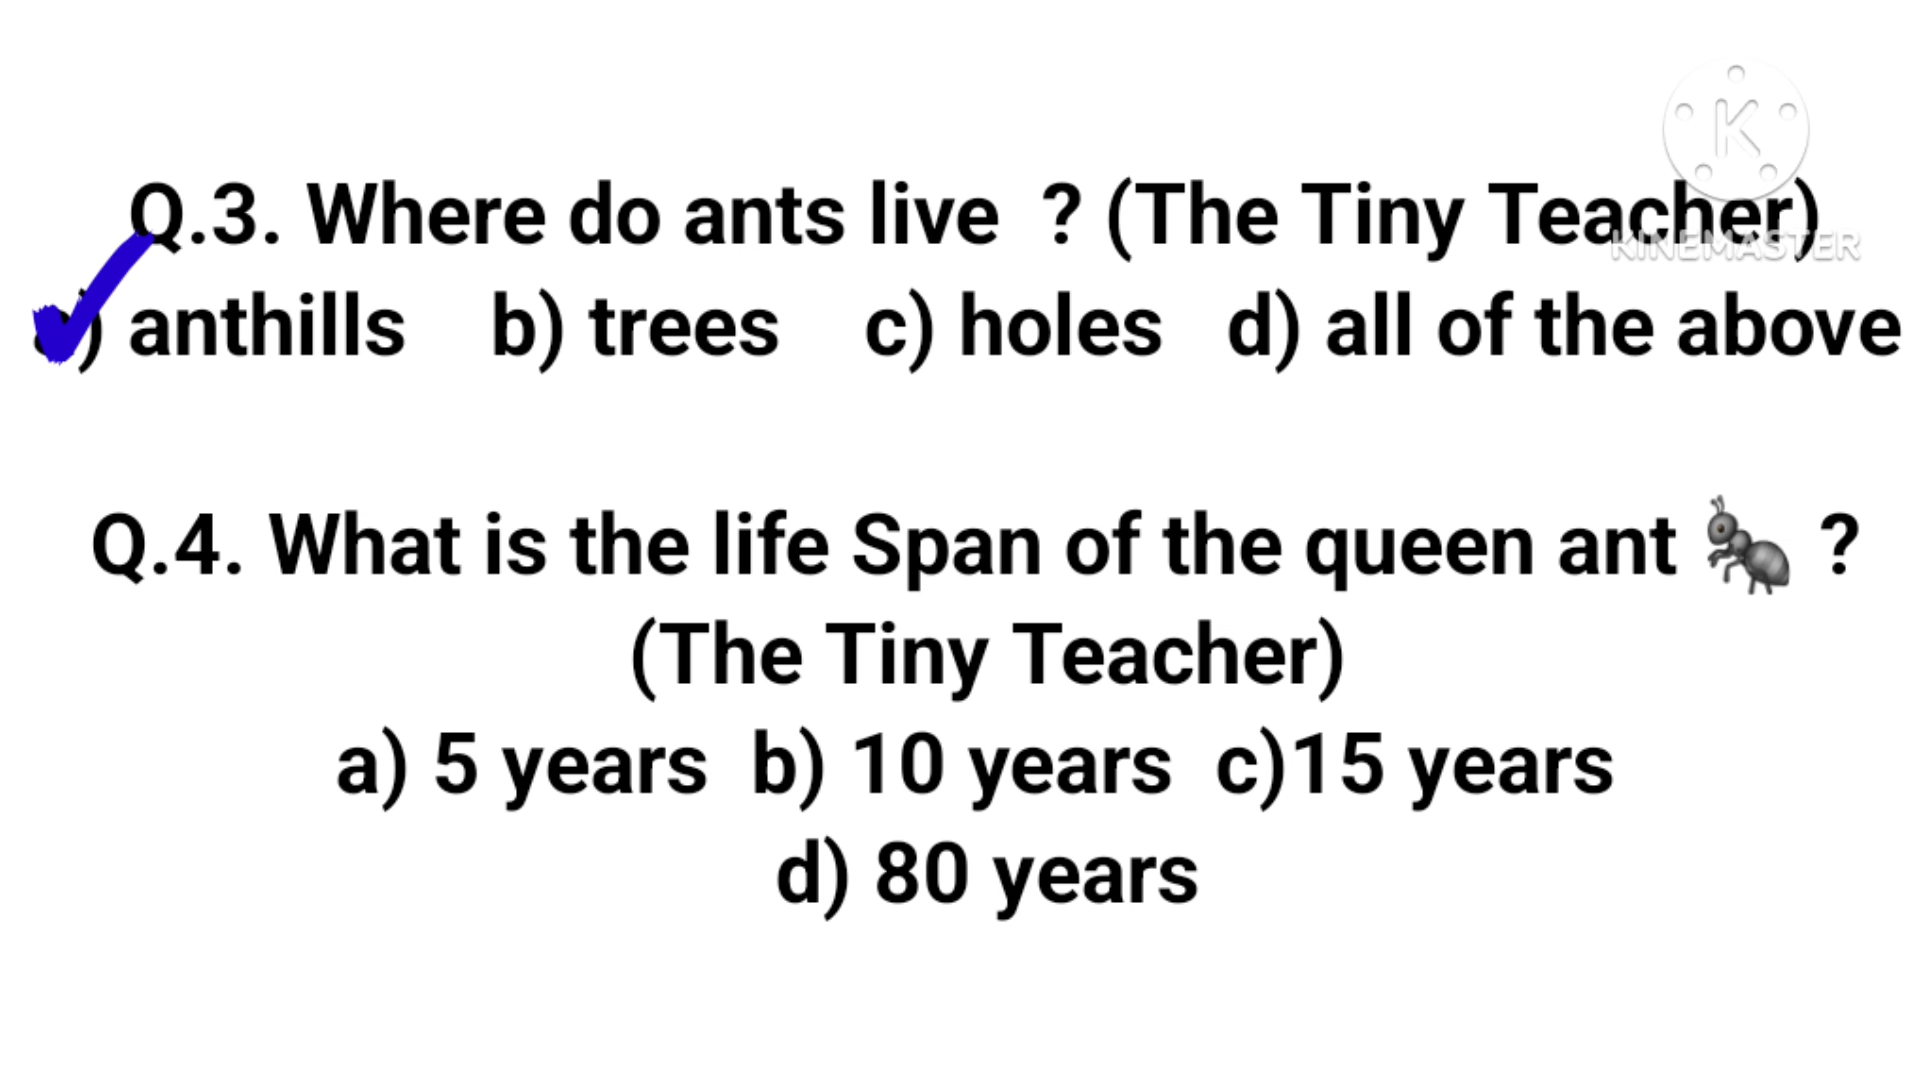 K
Q.3. Where do ants live ? (The Tiny Teacher)
KINEMASTER
a) anthills b) trees c) holes d) all of the above
Q.4. What is the life Span of the queen ant 🐜 ?
(The Tiny Teacher)
a) 5 years b) 10 years c)15 years
d) 80 years